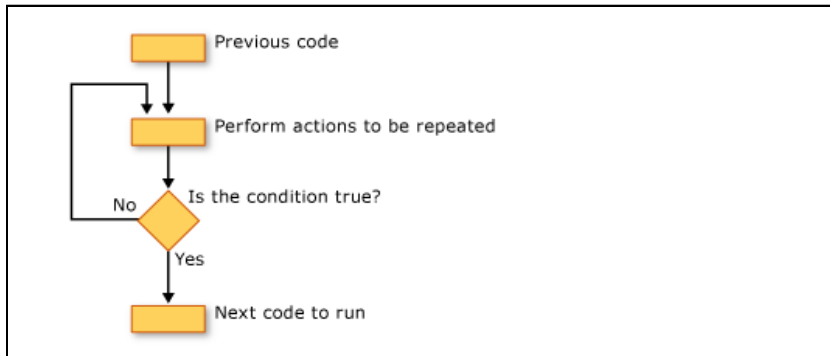 Previous code
Perform actions to be repeated
Is the condition true?
No
Yes
Next code to run